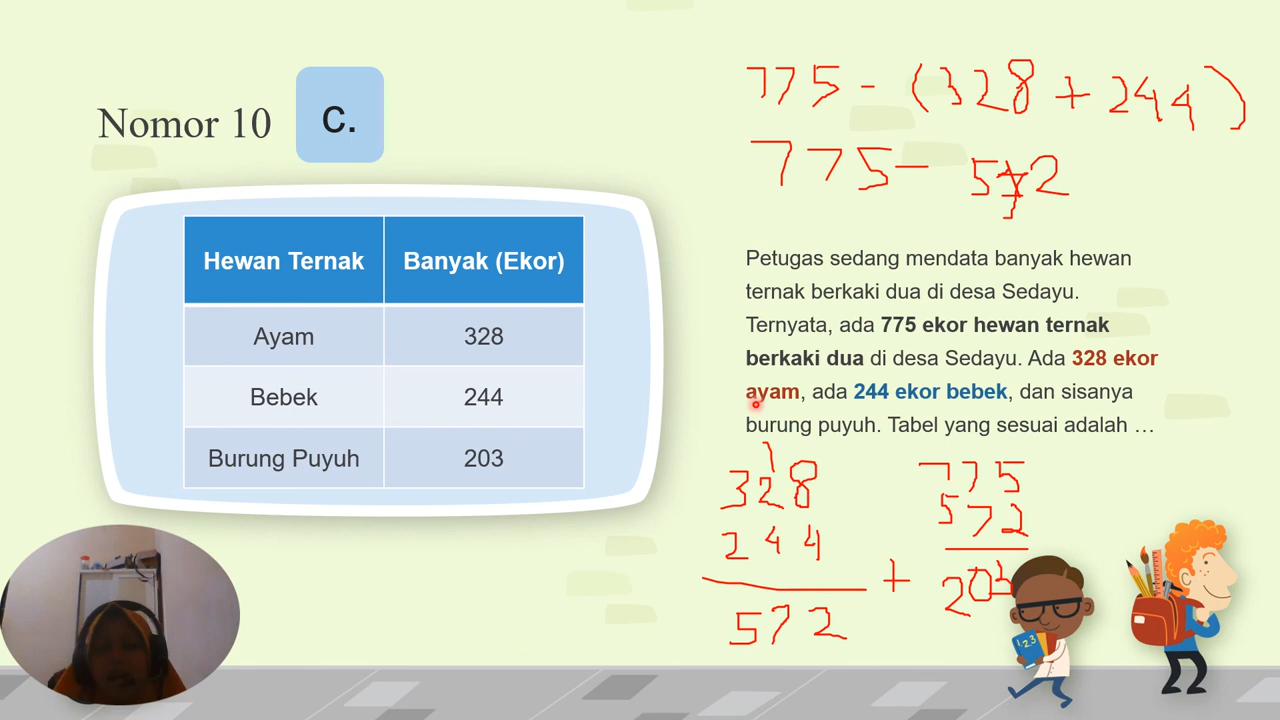 Nomor 10
C.
Hewan Ternak Banyak (Ekor)
Ayam 328
Bebek 244
Burung Puyuh 203
775 - (328 + 244)
775 - 572
Petugas sedang mendata banyak hewan
ternak berkaki dua di desa Sedayu.
Ternyata, ada 775 ekor hewan ternak
berkaki dua di desa Sedayu. Ada 328 ekor
ayam, ada 244 ekor bebek, dan sisanya
burung puyuh. Tabel yang sesuai adalah …
1
328
244
+
572
775
572
203
123